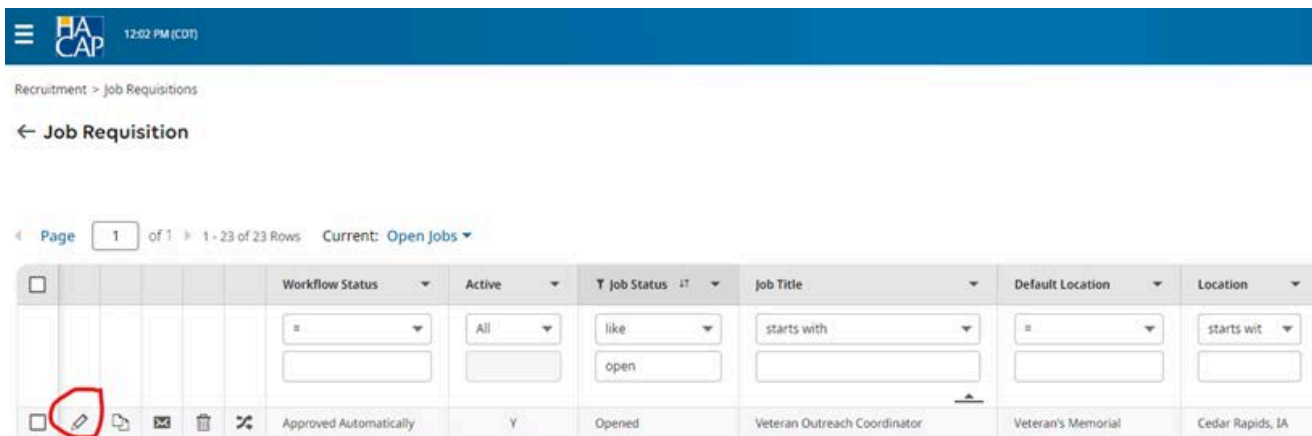 HA
CAP
12:02 PM (CDT)
Recruitment > Job Requisitions
← Job Requisition
Page 1 of 1 1 - 23 of 23 Rows Current: Open Jobs
Workflow Status Active Job Status Job Title Default Location Location
= All like starts with = starts wit
open
Approved Automatically Y Opened Veteran Outreach Coordinator Veteran's Memorial Cedar Rapids, IA